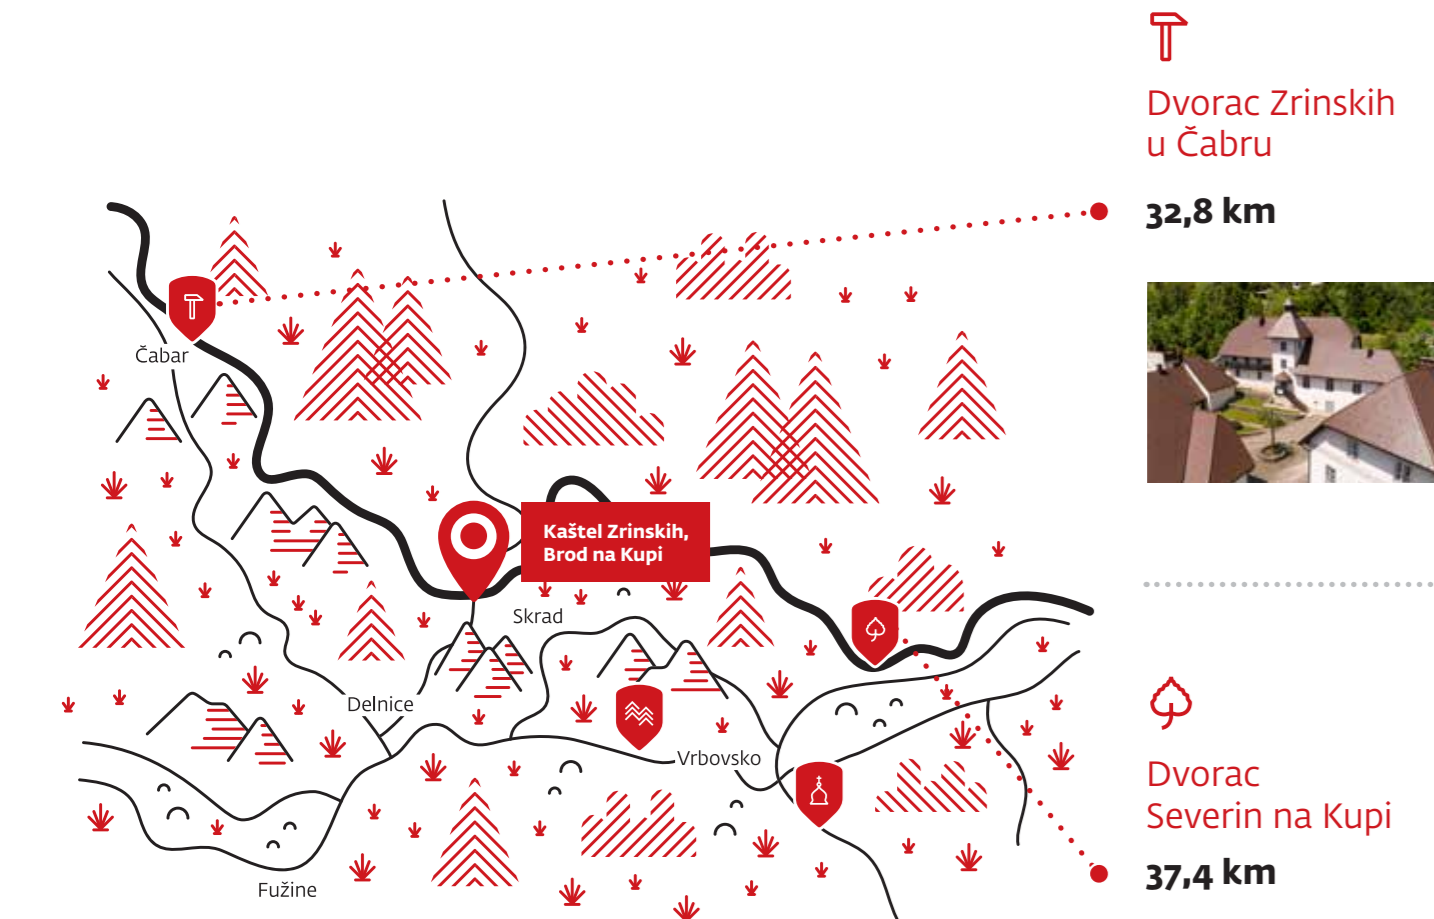 Dvorac Zrinskih
u Čabru
32,8 km
Čabar
Kaštel Zrinskih,
Brod na Kupi
Skrad
Delnice
Vrbovsko
Fužine
Dvorac
Severin na Kupi
37,4 km